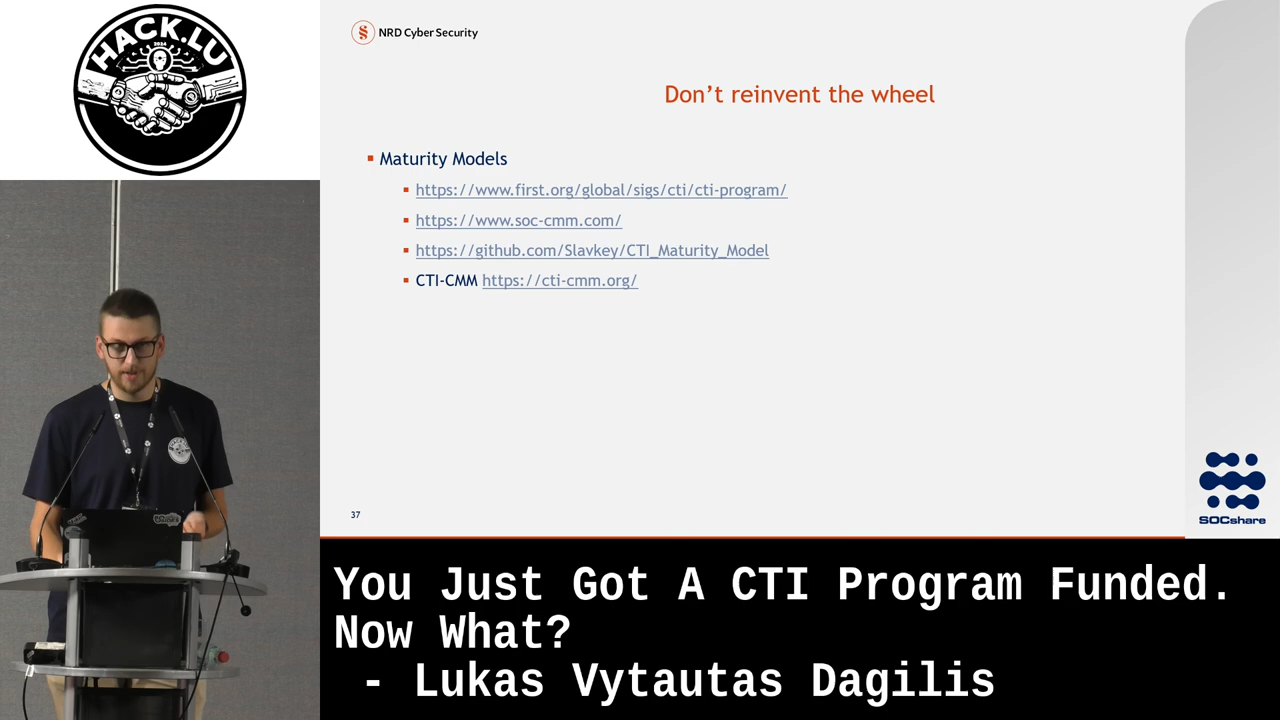 HACK.LU
2024
NRD Cyber Security
Don't reinvent the wheel
Maturity Models
https://www.first.org/global/sigs/cti/cti-program/
https://www.soc-cmm.com/
https://github.com/Slavkey/CTI_Maturity_Model
CTI-CMM https://cti-cmm.org/
37
SOCshare
You Just Got A CTI Program Funded.
Now What?
- Lukas Vytautas Dagilis